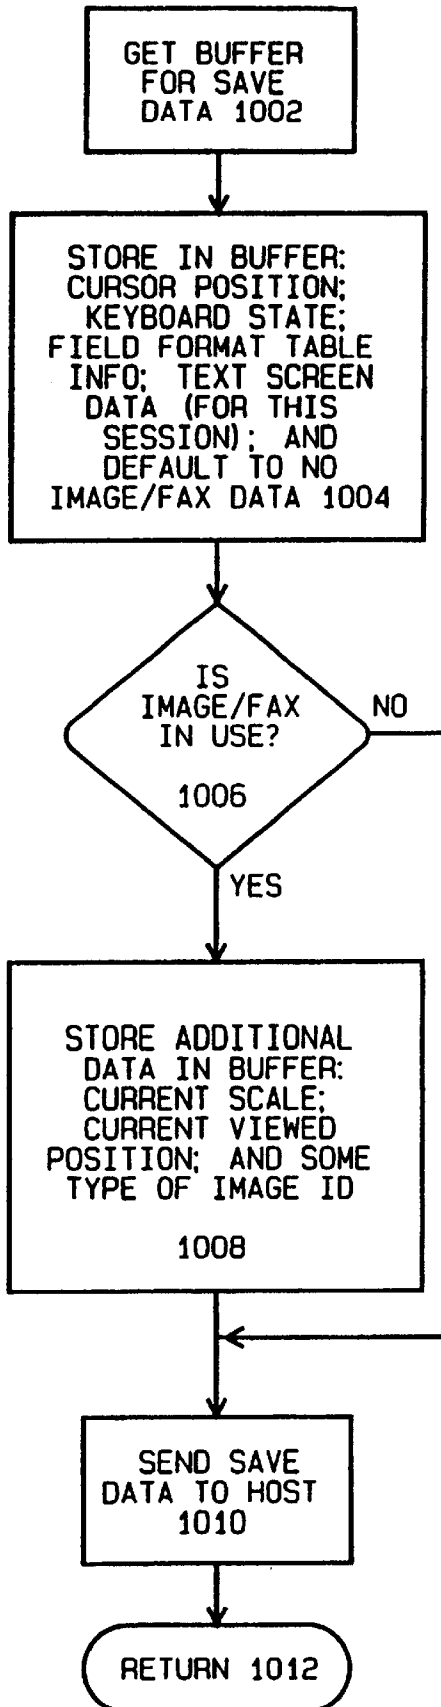 GET BUFFER
FOR SAVE
DATA 1002
STORE IN BUFFER:
CURSOR POSITION;
KEYBOARD STATE;
FIELD FORMAT TABLE
INFO; TEXT SCREEN
DATA (FOR THIS
SESSION); AND
DEFAULT TO NO
IMAGE/FAX DATA 1004
IS
IMAGE/FAX
IN USE?
NO
1006
YES
STORE ADDITIONAL
DATA IN BUFFER:
CURRENT SCALE;
CURRENT VIEWED
POSITION; AND SOME
TYPE OF IMAGE ID
1008
SEND SAVE
DATA TO HOST
1010
RETURN 1012